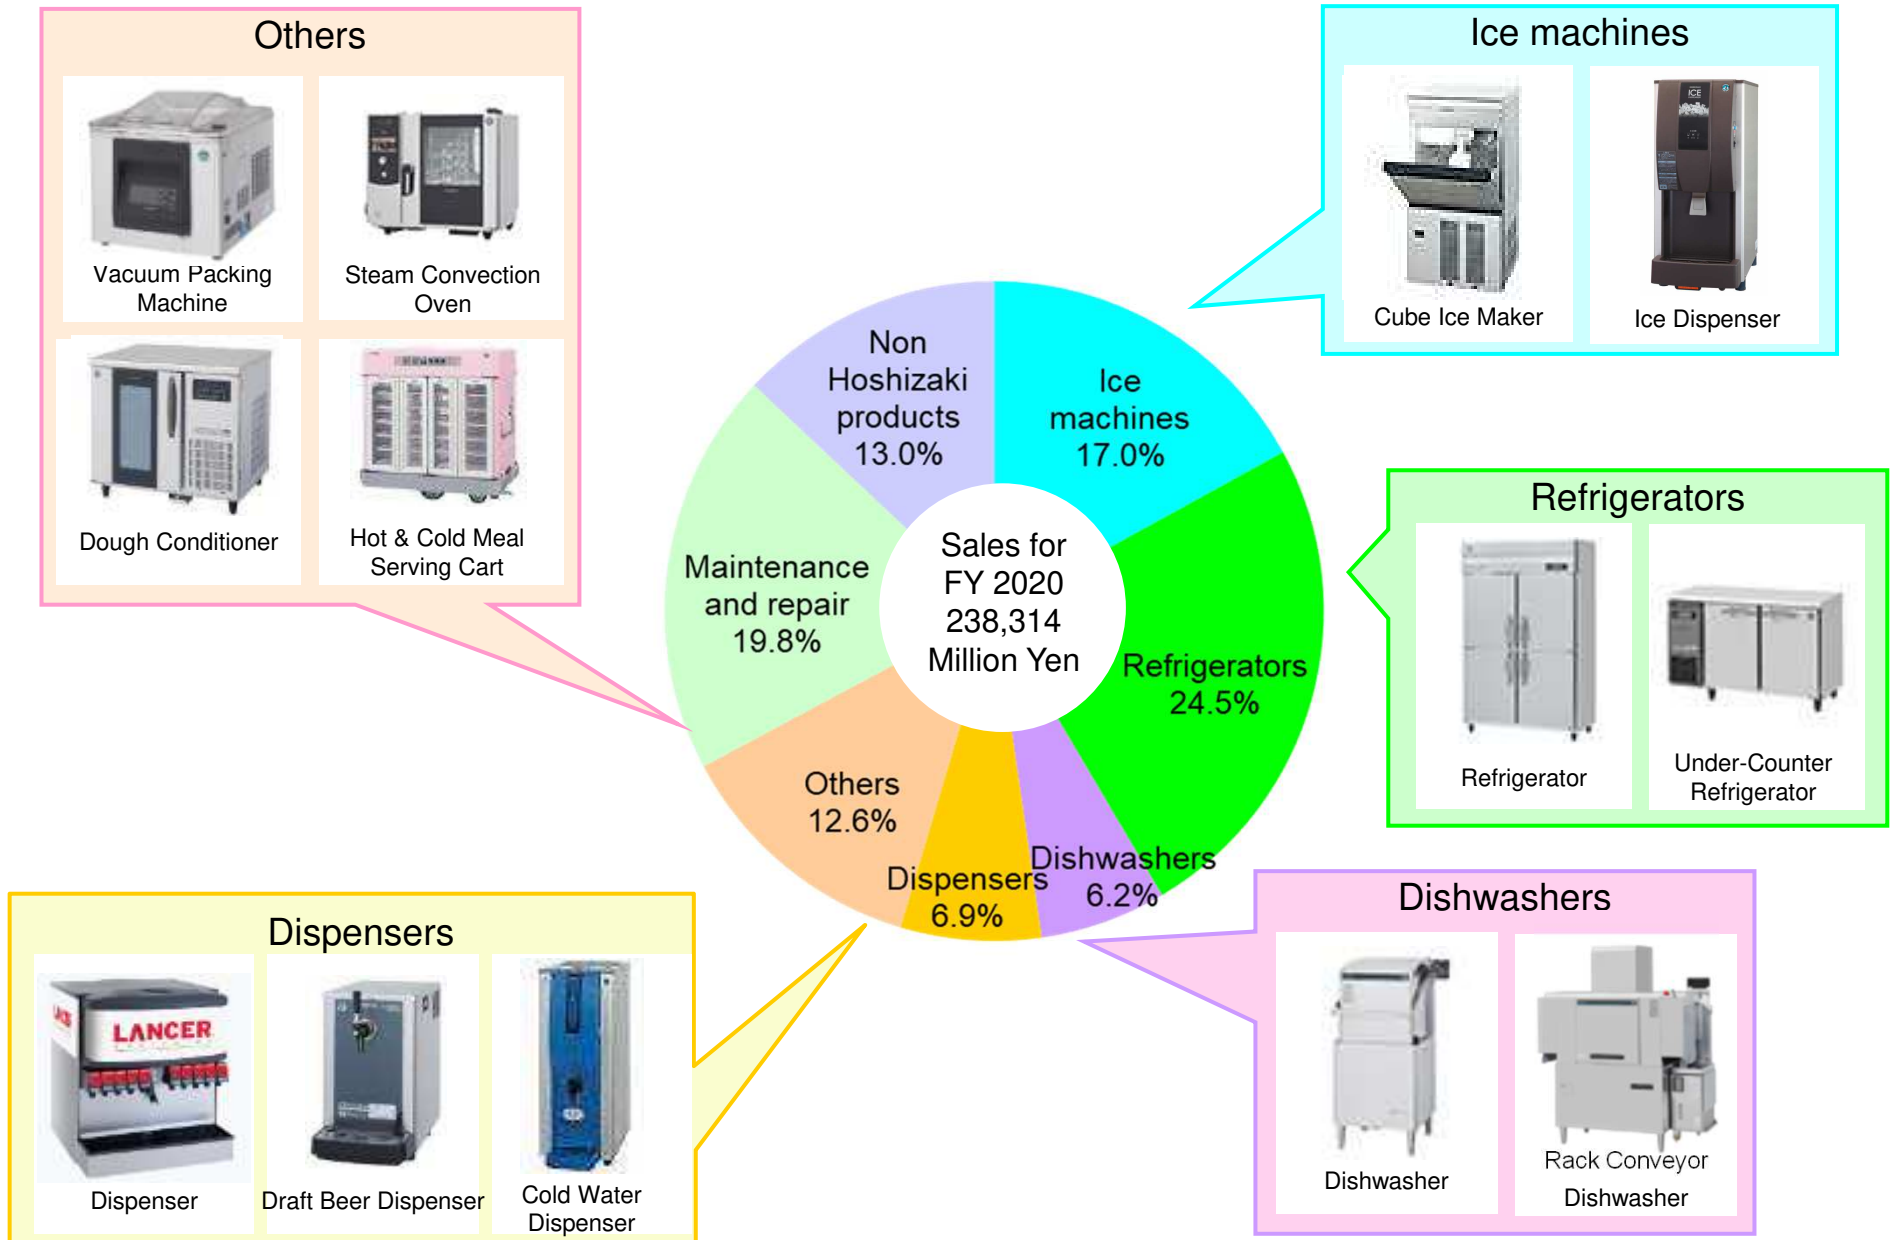 Others
Vacuum Packing
Machine
Steam Convection
Oven
Dough Conditioner
Hot & Cold Meal
Serving Cart
Ice machines
ICE
Cube Ice Maker
Ice Dispenser
Non
Hoshizaki
products
13.0%
Ice
machines
17.0%
Maintenance
and repair
19.8%
Sales for
FY 2020
238,314
Million Yen
Refrigerators
24.5%
Others
12.6%
Dispensers
6.9%
Dishwashers
6.2%
Refrigerators
Refrigerator
Under-Counter
Refrigerator
Dispensers
LANCER
Dispenser
Draft Beer Dispenser
Cold Water
Dispenser
Dishwashers
Dishwasher
Rack Conveyor
Dishwasher